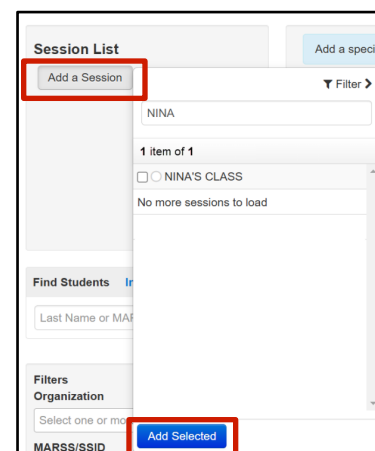 Session List
Add a speci
Add a Session
Filter
NINA
1 item of 1
NINA'S CLASS
No more sessions to load
Find Students In
Last Name or MAR
Filters
Organization
Select one or mo
Add Selected
MARSS/SSID